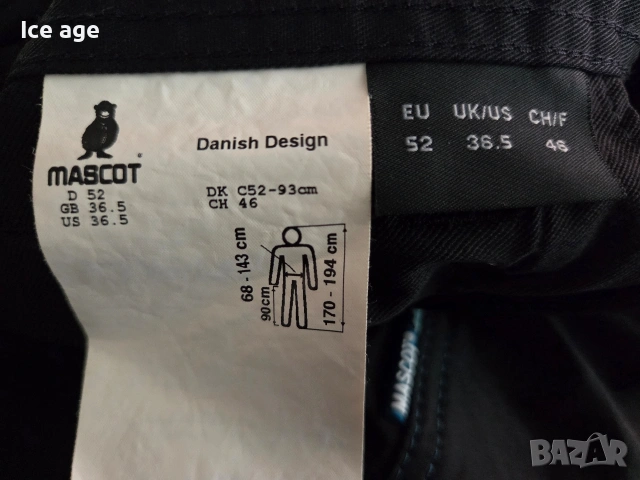 Ice age
MASCOT
Danish Design
D 52
GB 36.5
US 36.5
DK C52-93cm
CH 46
68 - 143 cm
90cm
170 - 194 cm
EU UK/US CH/F
52 36.5 46
MASCOT
BAZAR